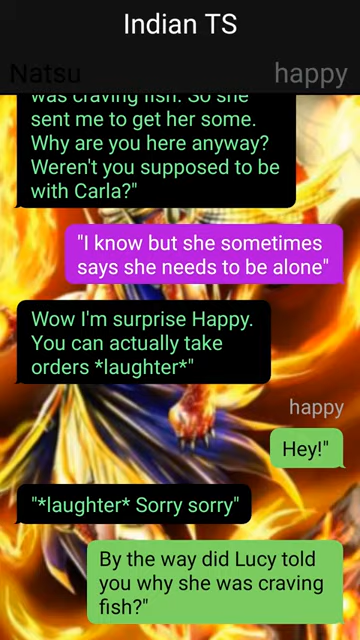 Indian TS
Natsu
happy
was craving fish. So she
sent me to get her some.
Why are you here anyway?
Weren't you supposed to be
with Carla?"
"I know but she sometimes
says she needs to be alone"
Wow I'm surprise Happy.
You can actually take
orders *laughter*"
happy
Hey!"
"*laughter* Sorry sorry"
By the way did Lucy told
you why she was craving
fish?"